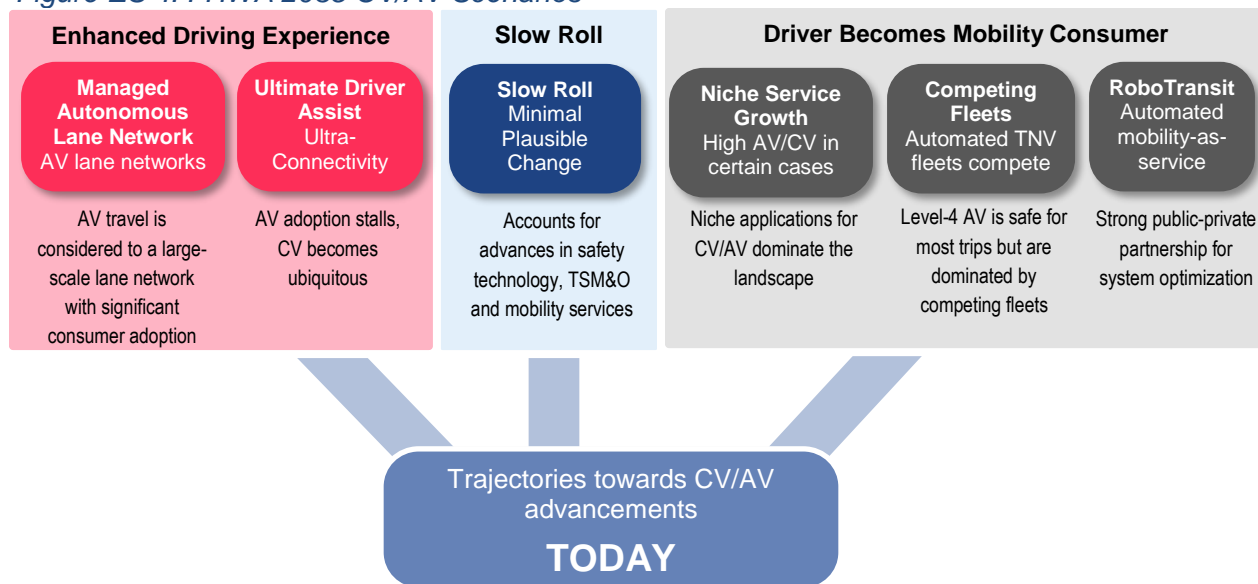 Figure CV/AV Scenarios
Enhanced Driving Experience
Managed
Autonomous
Lane Network
AV lane networks
AV travel is
considered to a large-
scale lane network
with significant
consumer adoption
Ultimate Driver
Assist
Ultra-
Connectivity
AV adoption stalls,
CV becomes
ubiquitous
Slow Roll
Slow Roll
Minimal
Plausible
Change
Accounts for
advances in safety
technology, TSM&O
and mobility services
Driver Becomes Mobility Consumer
Niche Service
Growth
High AV/CV in
certain cases
Niche applications for
CV/AV dominate the
landscape
Competing
Fleets
Automated TNV
fleets compete
Level-4 AV is safe for
most trips but are
dominated by
competing fleets
RoboTransit
Automated
mobility-as-
service
Strong public-private
partnership for
system optimization
Trajectories towards CV/AV
advancements
TODAY